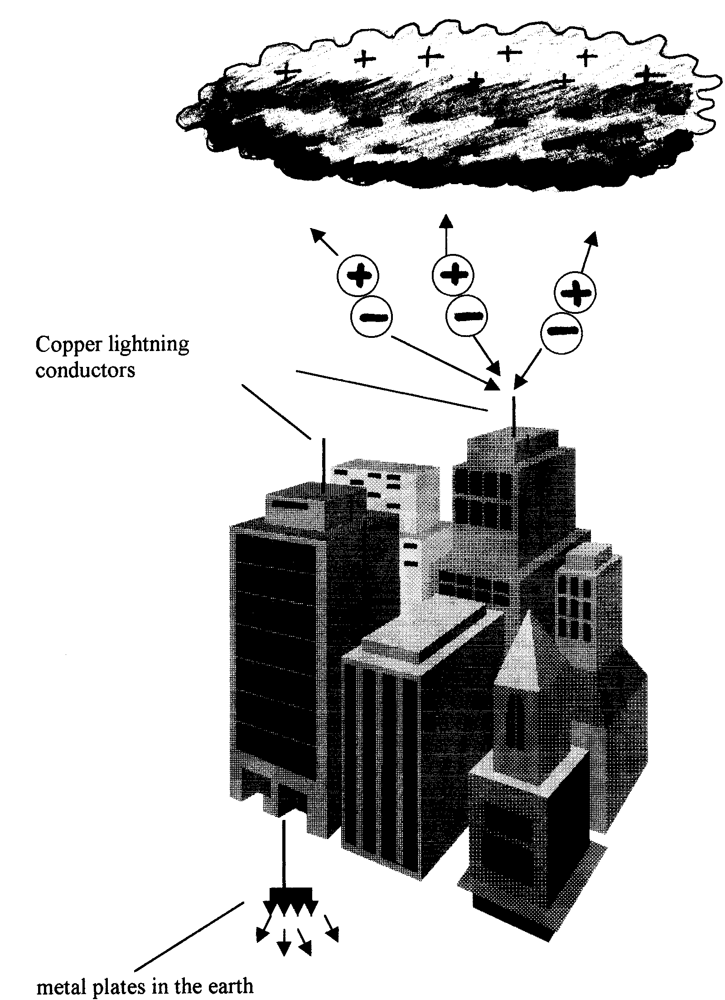 Copper lightning
conductors
metal plates in the earth